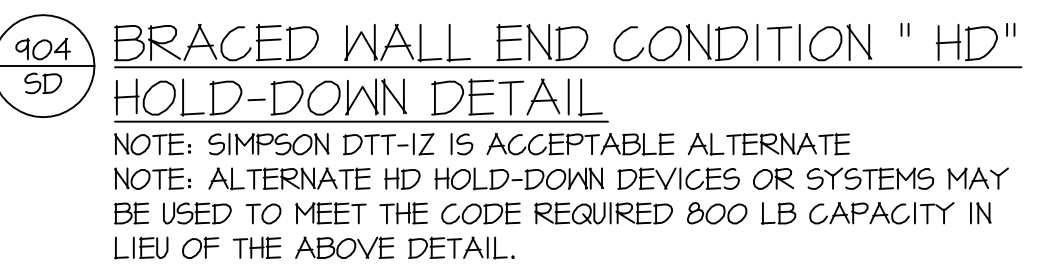 904
SD
BRACED WALL END CONDITION " HD"
HOLD-DOWN DETAIL
NOTE: SIMPSON DTT-1Z IS ACCEPTABLE ALTERNATE
NOTE: ALTERNATE HD HOLD-DOWN DEVICES OR SYSTEMS MAY
BE USED TO MEET THE CODE REQUIRED 800 LB CAPACITY IN
LIEU OF THE ABOVE DETAIL.